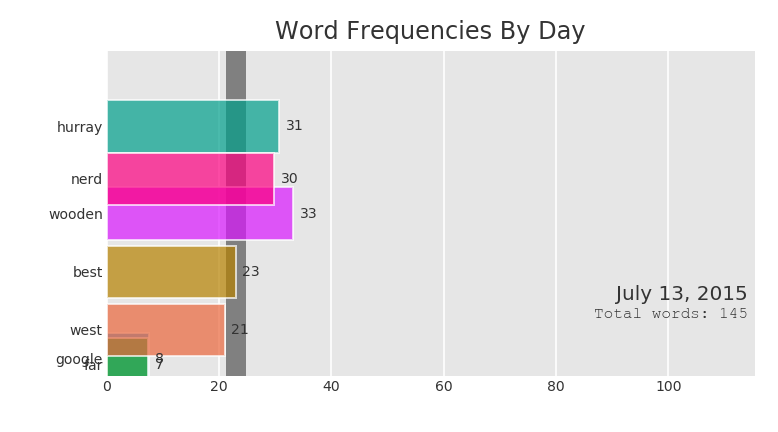 Word Frequencies By Day
hurray 31
nerd 30
wooden 33
best 23
west 21
google 8
far 7
July 13, 2015
Total words: 145
0 20 40 60 80 100